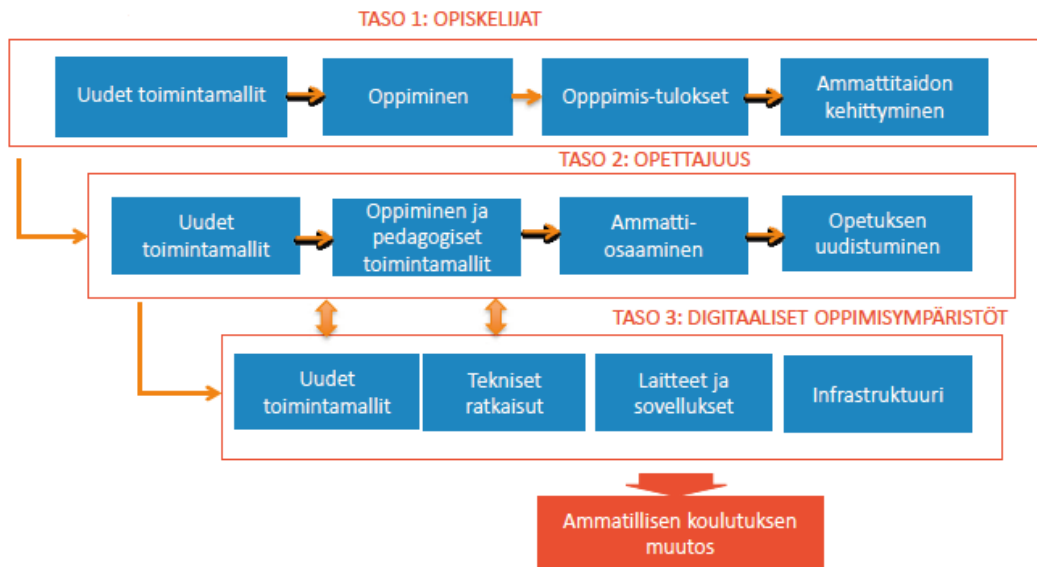 TASO 1: OPISKELIJAT
Uudet toimintamallit
Oppiminen
Opppimis-tulokset
Ammattitaidon
kehittyminen
TASO 2: OPETTAJUUS
Uudet
toimintamallit
Oppiminen ja
pedagogiset
toimintamallit
Ammatti-
osaaminen
Opetuksen
uudistuminen
TASO 3: DIGITAALISET OPPIMISYMPÄRISTÖT
Uudet
toimintamallit
Tekniset
ratkaisut
Laitteet ja
sovellukset
Infrastruktuuri
Ammatillisen koulutuksen
muutos